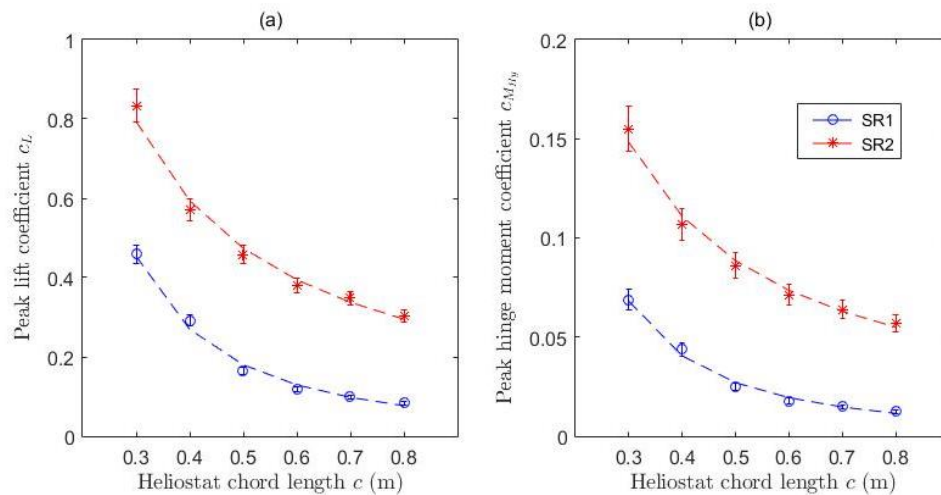 (a)
Peak lift coefficient c_L
1
0.8
0.6
0.4
0.2
0
0.3 0.4 0.5 0.6 0.7 0.8
Heliostat chord length c (m)
(b)
Peak hinge moment coefficient c_{M_{Hy}}
0.2
0.15
0.1
0.05
0
SR1
SR2
0.3 0.4 0.5 0.6 0.7 0.8
Heliostat chord length c (m)